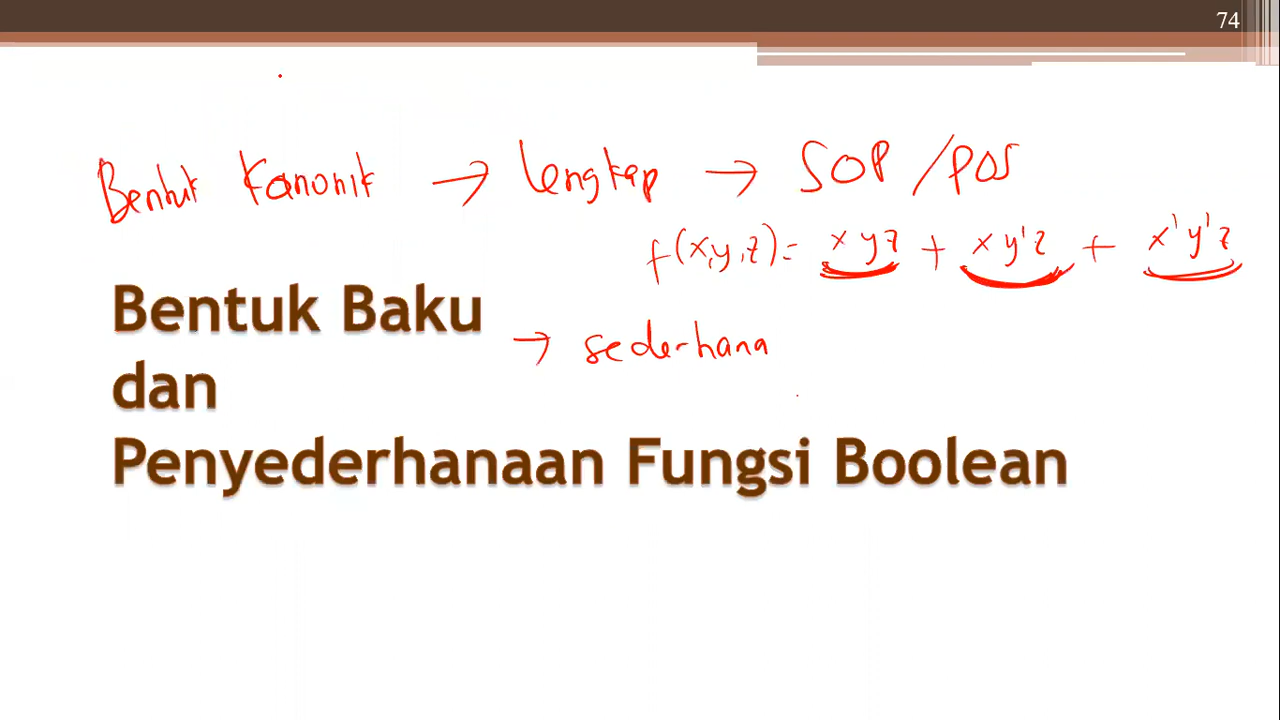 74
Bentuk Kanonik → Lengkap → SOP / POS
f(x,y,z) = xyz + xy'z + x'y'z
Bentuk Baku
→ sederhana
dan
Penyederhanaan Fungsi Boolean